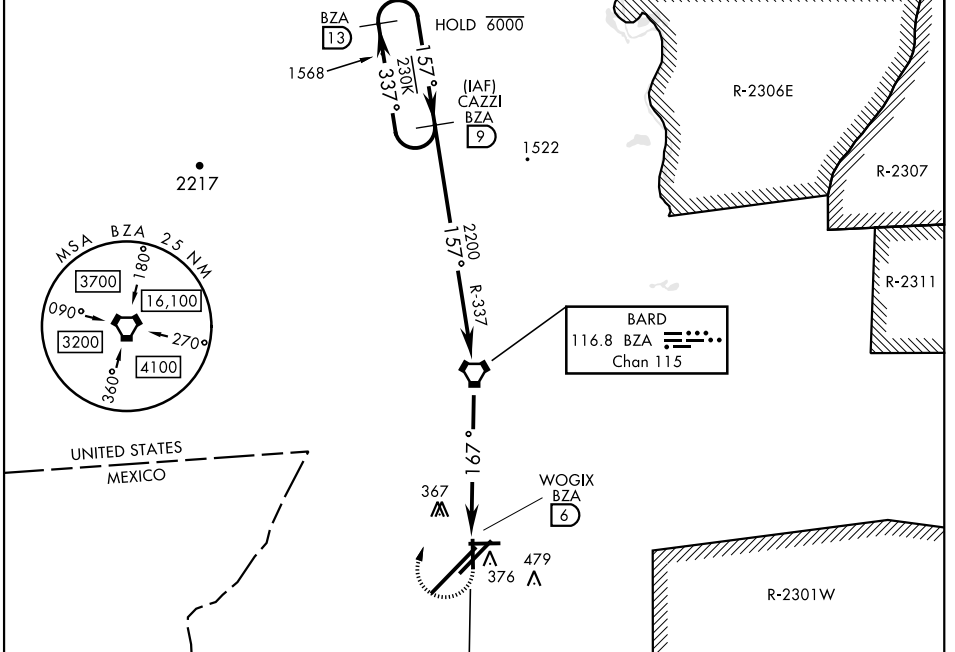 BZA
13
HOLD 6000
1568
337°
230K
157°
(IAF)
CAZZI
BZA
9
1522
2217
R-2306E
R-2307
R-2311
2200
157°
R-337
MSA BZA 25 NM
3700
180°
16,100
090°
270°
3200
4100
360°
BARD
116.8 BZA
Chan 115
UNITED STATES
MEXICO
167°
367
WOGIX
BZA
6
376
479
R-2301W